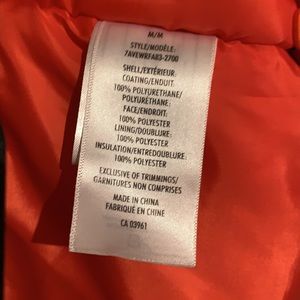 M/M
STYLE/MODÈLE:
7AVEWRFA83-2700
SHELL/EXTÉRIEUR:
COATING/ENDUIT:
100% POLYURETHANE/
POLYURÉTHANE:
FACE/ENDROIT:
100% POLYESTER
LINING/DOUBLURE:
100% POLYESTER
INSULATION/ENTREDOUBLURE:
100% POLYESTER
EXCLUSIVE OF TRIMMINGS/
GARNITURES NON COMPRISES
MADE IN CHINA
FABRIQUÉ EN CHINE
CA 03961